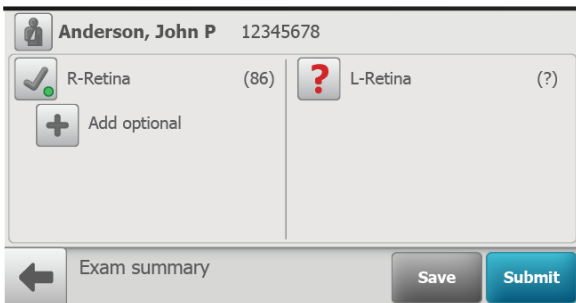 Anderson, John P 12345678
R-Retina (86)
Add optional
? L-Retina (?)
Exam summary
Save
Submit